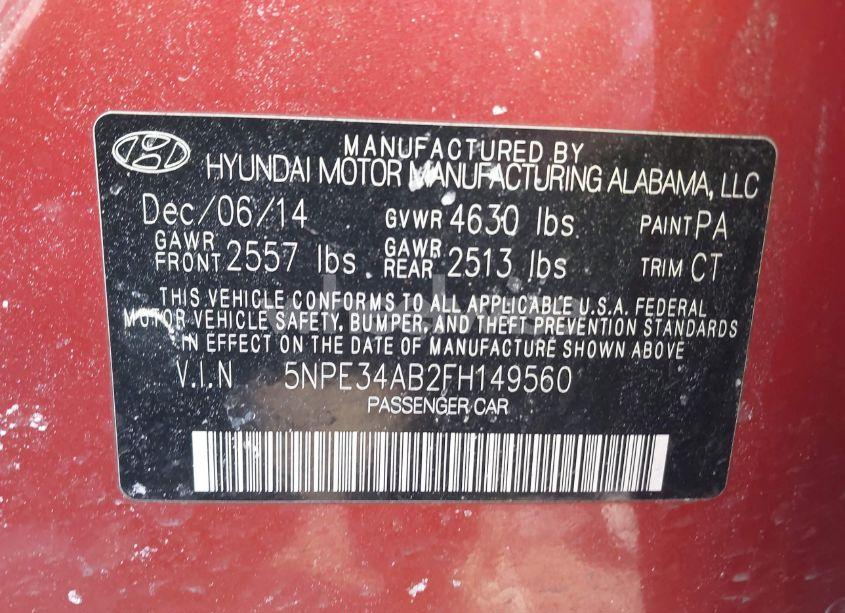 MANUFACTURED BY
HYUNDAI MOTOR MANUFACTURING ALABAMA, LLC
Dec/06/14 GVWR 4630 lbs. PAINT PA
GAWR FRONT 2557 lbs. GAWR REAR 2513 lbs TRIM CT
THIS VEHICLE CONFORMS TO ALL APPLICABLE U.S.A. FEDERAL
MOTOR VEHICLE SAFETY, BUMPER, AND THEFT PREVENTION STANDARDS
IN EFFECT ON THE DATE OF MANUFACTURE SHOWN ABOVE
V.I.N 5NPE34AB2FH149560
PASSENGER CAR